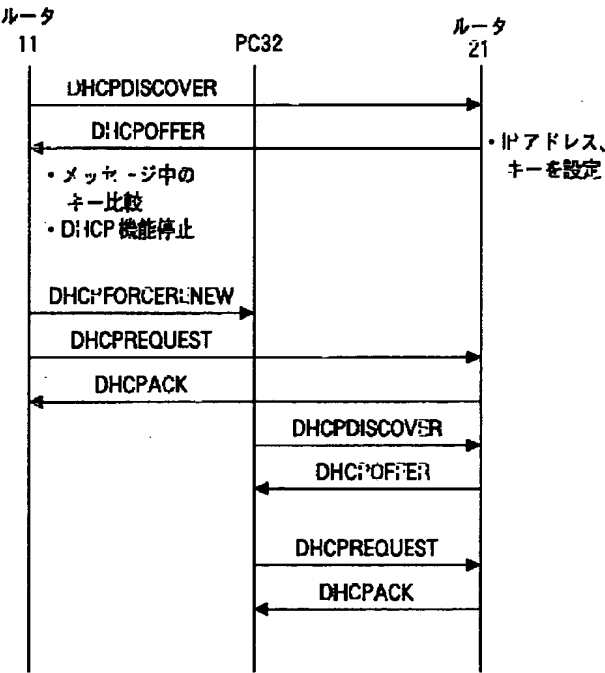 ルータ
11
PC32
ルータ
21
DHCPDISCOVER
DHCPOFFER
・IPアドレス、
キーを設定
・メッセージ中の
キー比較
・DHCP機能停止
DHCPFORCERENEW
DHCPREQUEST
DHCPACK
DHCPDISCOVER
DHCPOFFER
DHCPREQUEST
DHCPACK